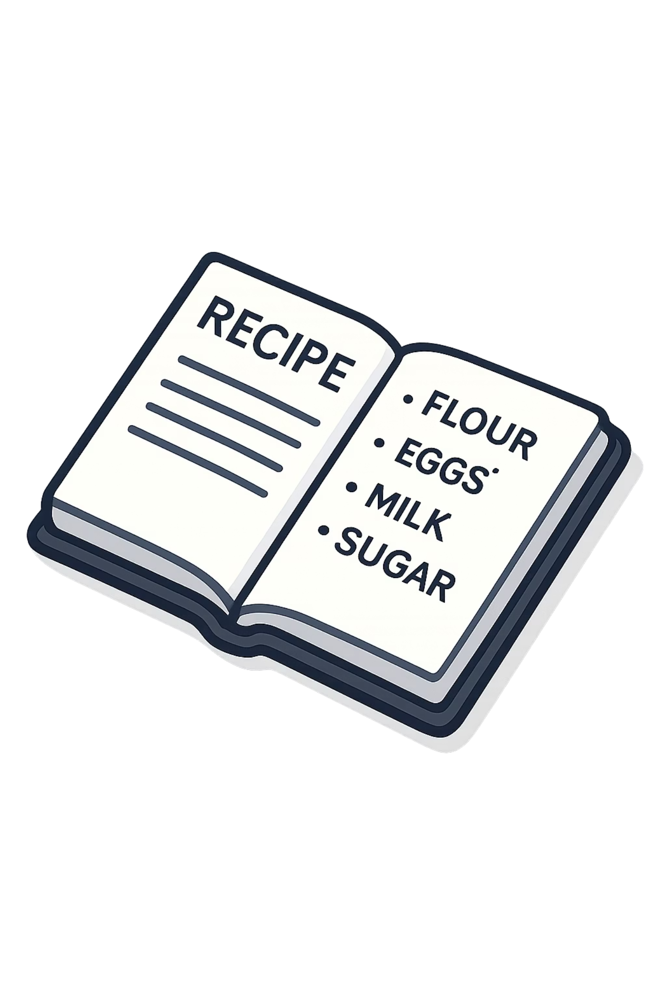 RECIPE
• FLOUR
• EGGS
• MILK
• SUGAR